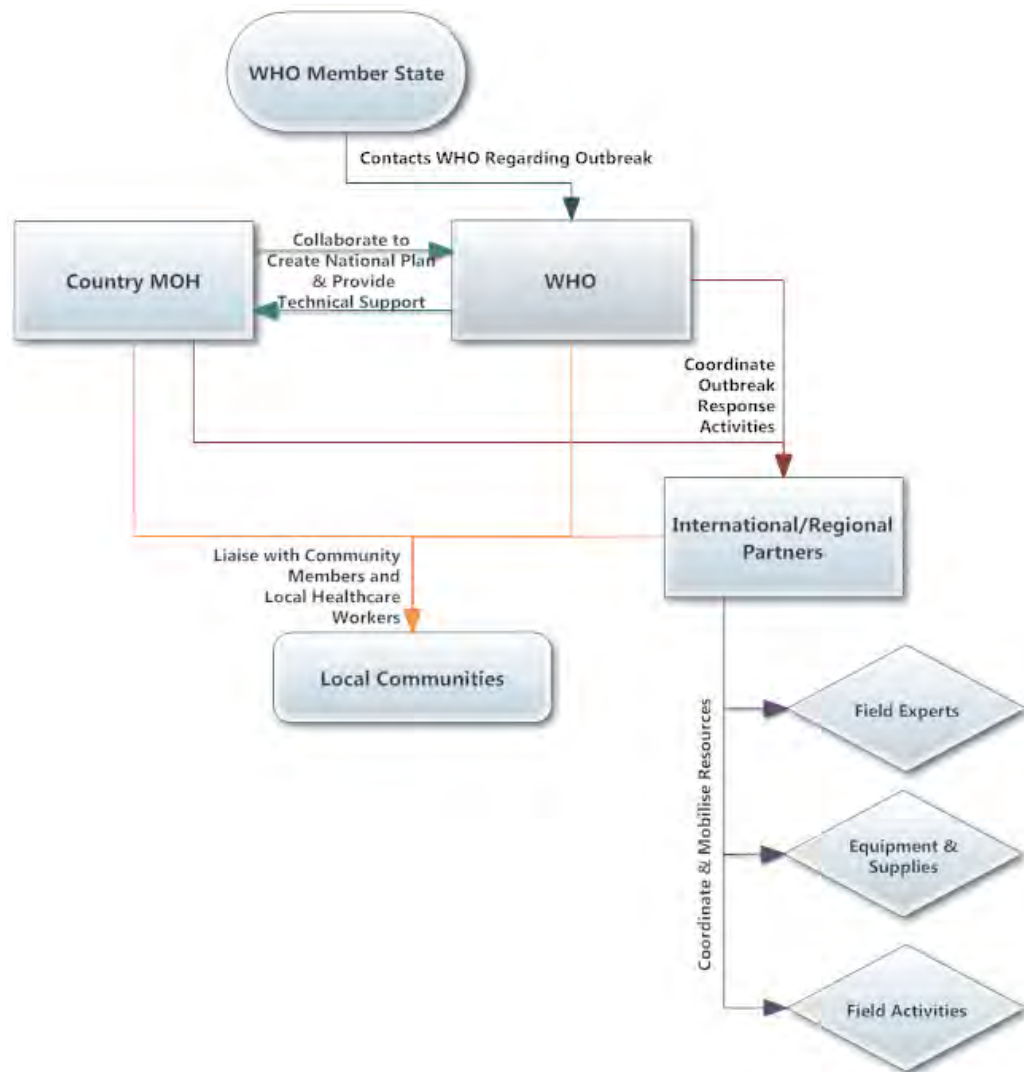 WHO Member State
Contacts WHO Regarding Outbreak
Country MOH
Collaborate to
Create National Plan
& Provide
Technical Support
WHO
Coordinate
Outbreak
Response
Activities
International/Regional
Partners
Liaise with Community
Members and
Local Healthcare
Workers
Local Communities
Coordinate & Mobilise Resources
Field Experts
Equipment &
Supplies
Field Activities